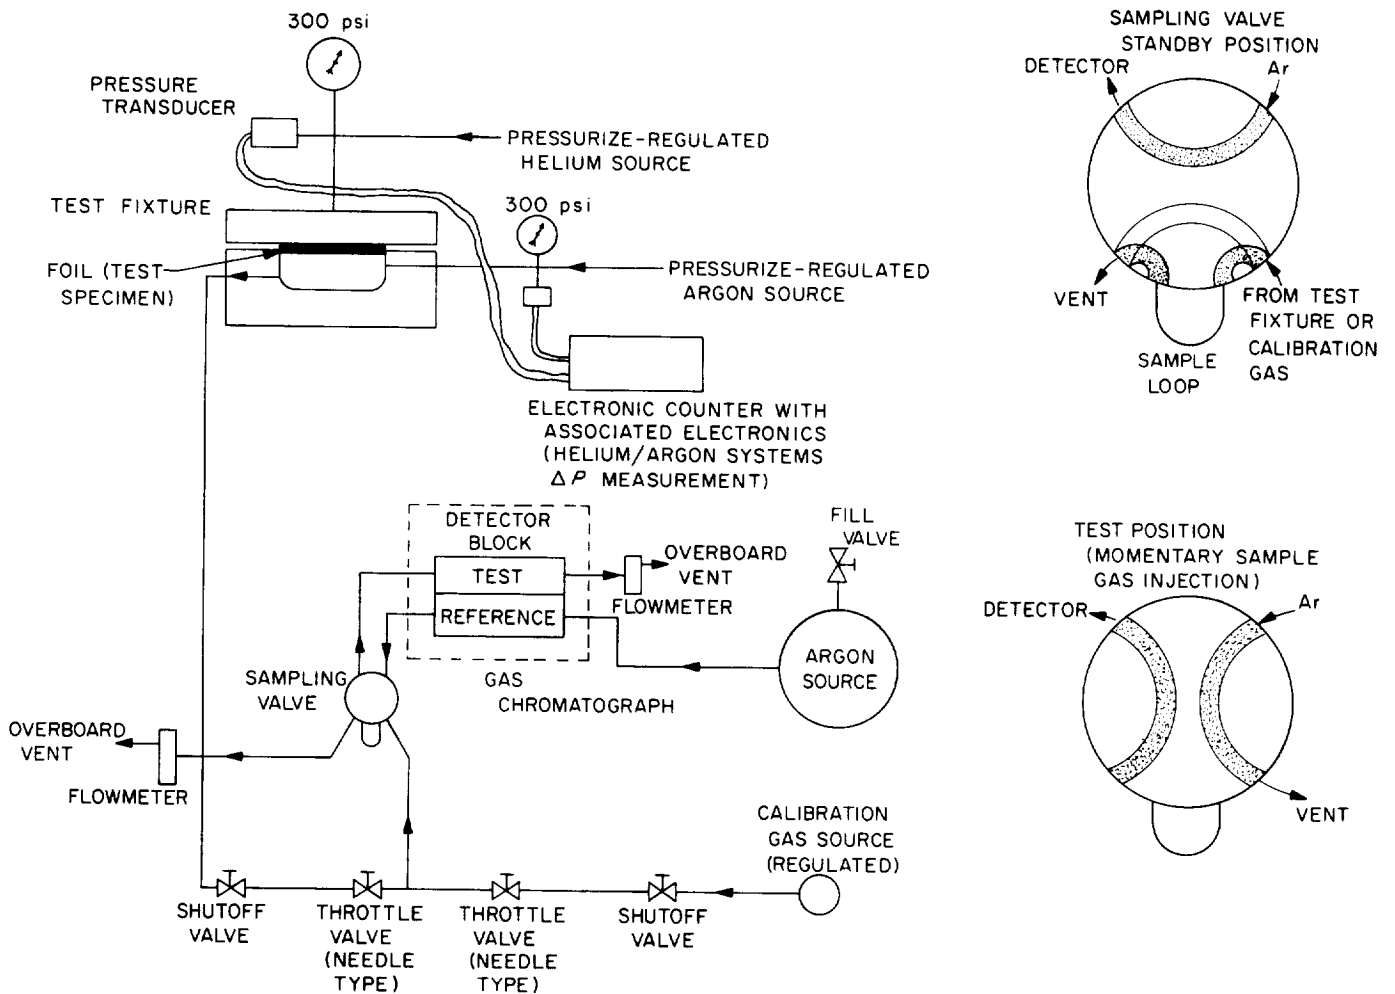 300 psi
PRESSURE
TRANSDUCER
PRESSURIZE-REGULATED
HELIUM SOURCE
TEST FIXTURE
300 psi
FOIL (TEST
SPECIMEN)
PRESSURIZE-REGULATED
ARGON SOURCE
ELECTRONIC COUNTER WITH
ASSOCIATED ELECTRONICS
(HELIUM/ARGON SYSTEMS
ΔP MEASUREMENT)
DETECTOR
BLOCK
TEST
REFERENCE
OVERBOARD
VENT
FLOWMETER
FILL
VALVE
ARGON
SOURCE
GAS
CHROMATOGRAPH
SAMPLING
VALVE
OVERBOARD
VENT
FLOWMETER
CALIBRATION
GAS SOURCE
(REGULATED)
SHUTOFF
VALVE
THROTTLE
VALVE
(NEEDLE
TYPE)
THROTTLE
VALVE
(NEEDLE
TYPE)
SHUTOFF
VALVE
SAMPLING VALVE
STANDBY POSITION
DETECTOR
Ar
VENT
SAMPLE
LOOP
FROM TEST
FIXTURE OR
CALIBRATION
GAS
TEST POSITION
(MOMENTARY SAMPLE
GAS INJECTION)
DETECTOR
Ar
VENT